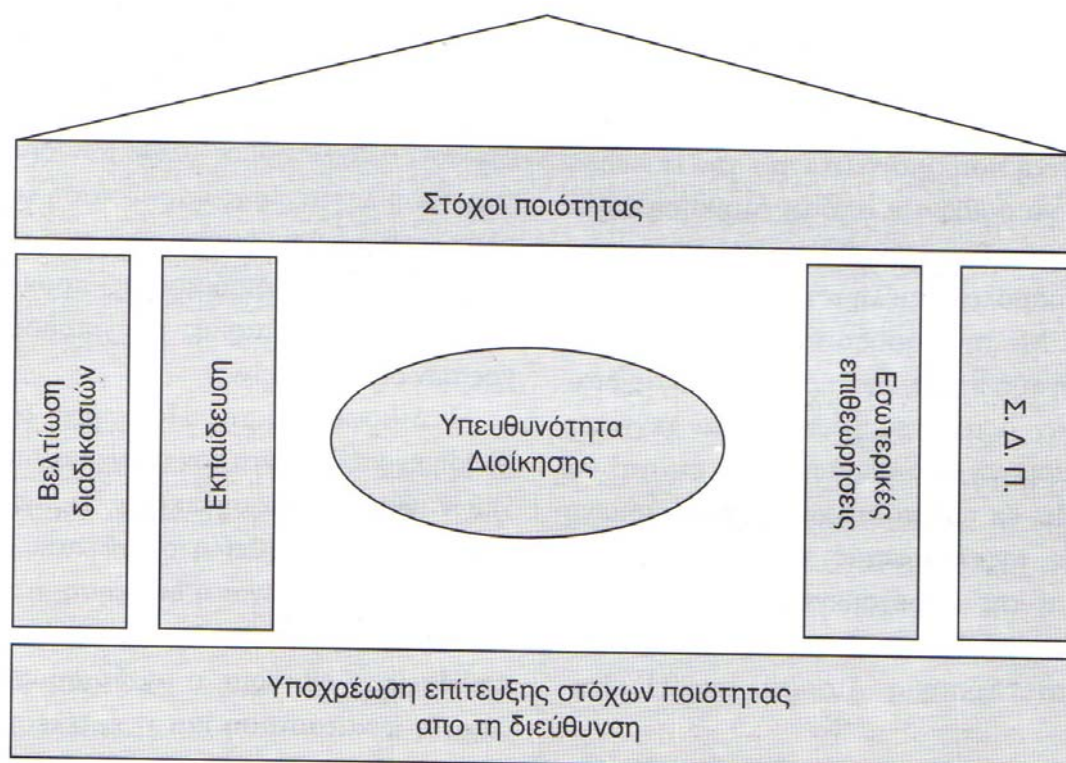 Στόχοι ποιότητας
Βελτίωση
διαδικασιών
Εκπαίδευση
Υπευθυνότητα
Διοίκησης
Εσωτερικές
επιθεωρήσεις
Σ. Δ. Π.
Υποχρέωση επίτευξης στόχων ποιότητας
απο τη διεύθυνση